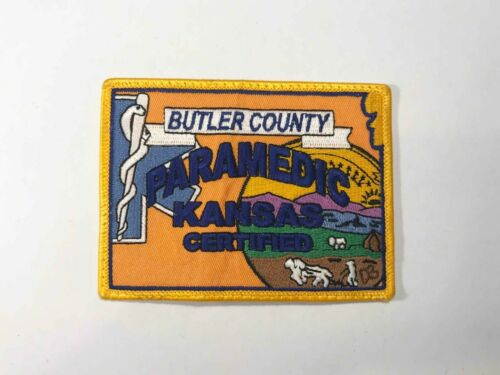 BUTLER COUNTY
PARAMEDIC
KANSAS
CERTIFIED